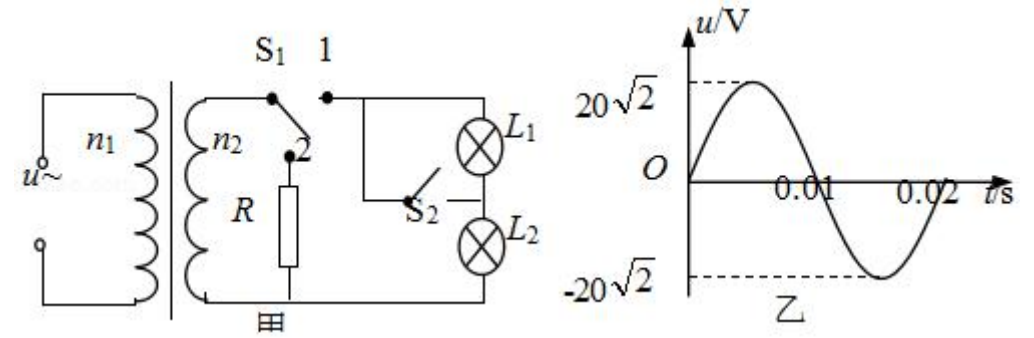 S₁ 1
n₁
n₂
u~
2
R
S₂
L₁
L₂
甲
u/V
20√2
O
0.01
0.02
t/s
-20√2
乙